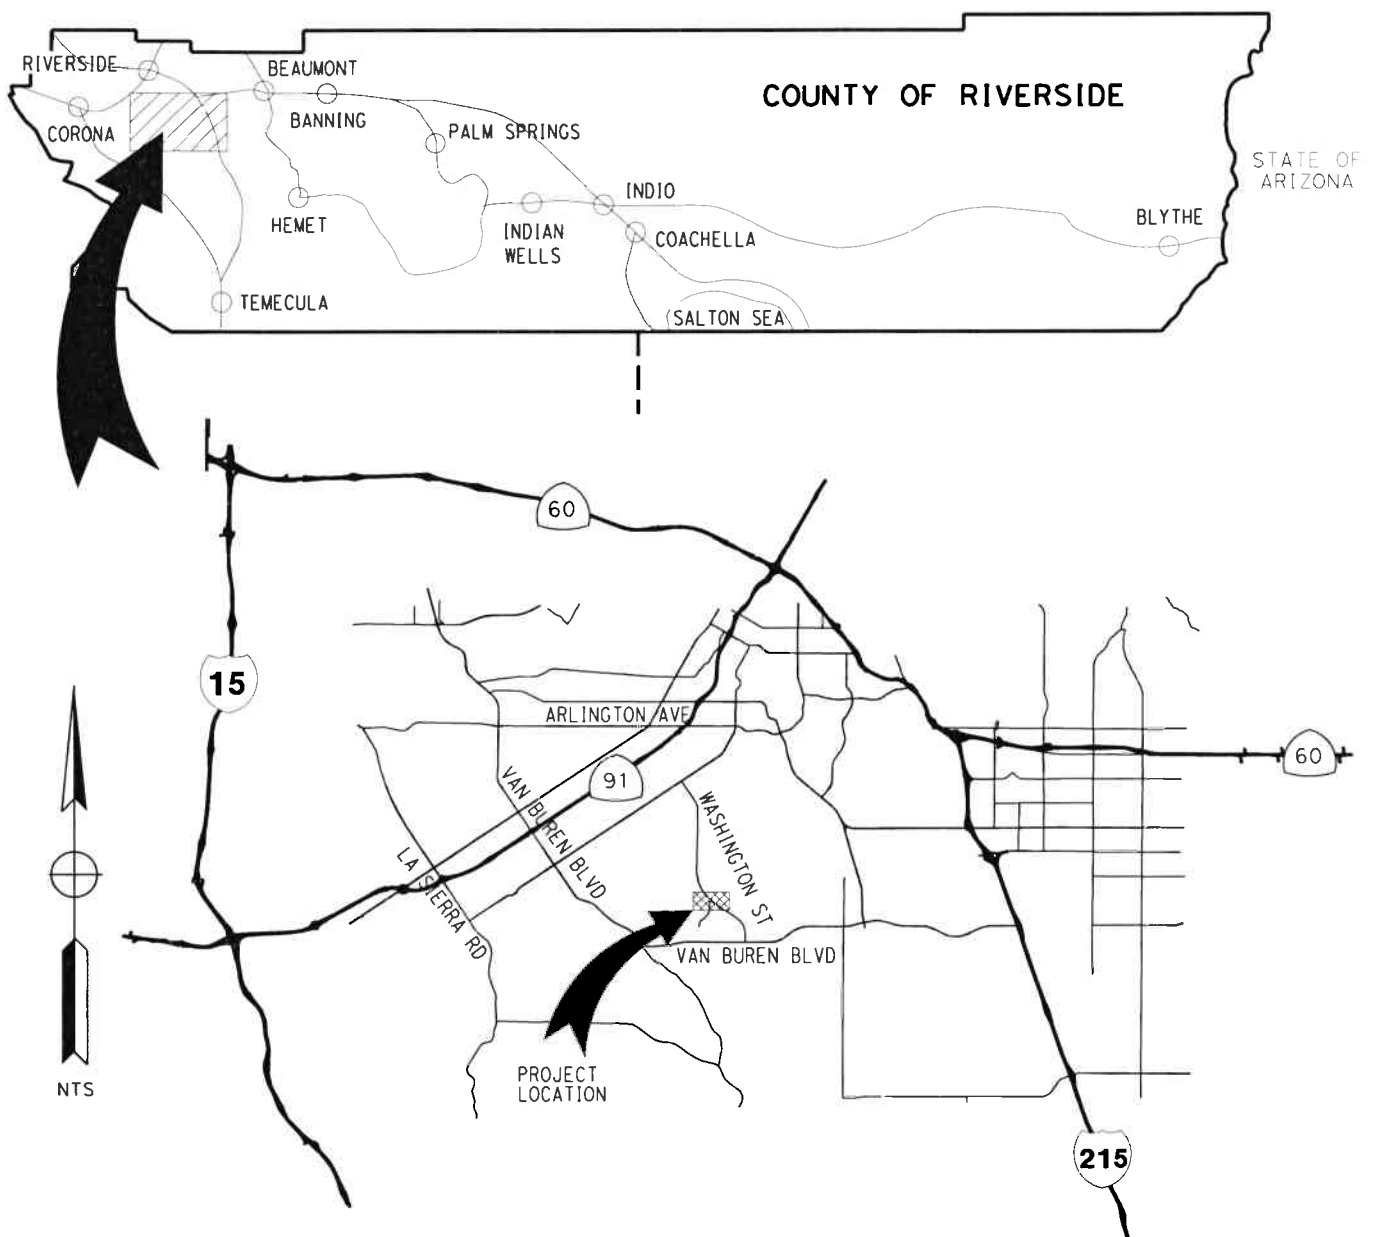 RIVERSIDE
BEAUMONT
COUNTY OF RIVERSIDE
CORONA
BANNING
PALM SPRINGS
STATE OF
ARIZONA
HEMET
INDIO
INDIAN
WELLS
COACHELLA
BLYTHE
TEMECULA
SALTON SEA
60
15
ARLINGTON AVE
60
91
VAN BUREN BLVD
WASHINGTON ST
LA SIERRA RD
VAN BUREN BLVD
PROJECT
LOCATION
NTS
215